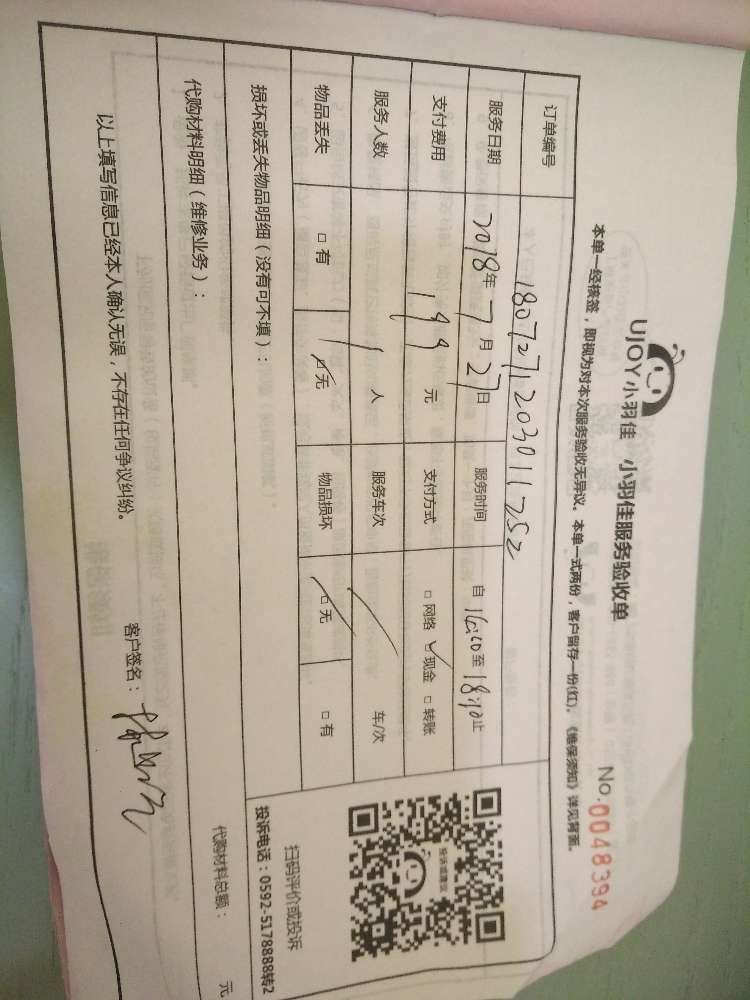 UJOY小羽佳 小羽佳服务验收单
No.0048394
本单一经核签，即视为对本次服务验收无异议。本单一式两份，客户留存一份(红)。《维保须知》详见背面。
订单编号 1807271203011252
服务日期 2018年7月27日 服务时间 自 16:00至18:10止
支付费用 199元 支付方式 □网络 ☑现金 □转账
服务人数 1人 服务车次 / 车/次
物品丢失 □有 ☑无 物品损坏 ☑无 □有
损坏或丢失物品明细（没有可不填）：
扫码评价或投诉
投诉电话：0592-5178888转2
代购材料明细（维修业务）：
代购材料总额： 元
以上填写信息已经本人确认无误，不存在任何争议纠纷。
客户签名：